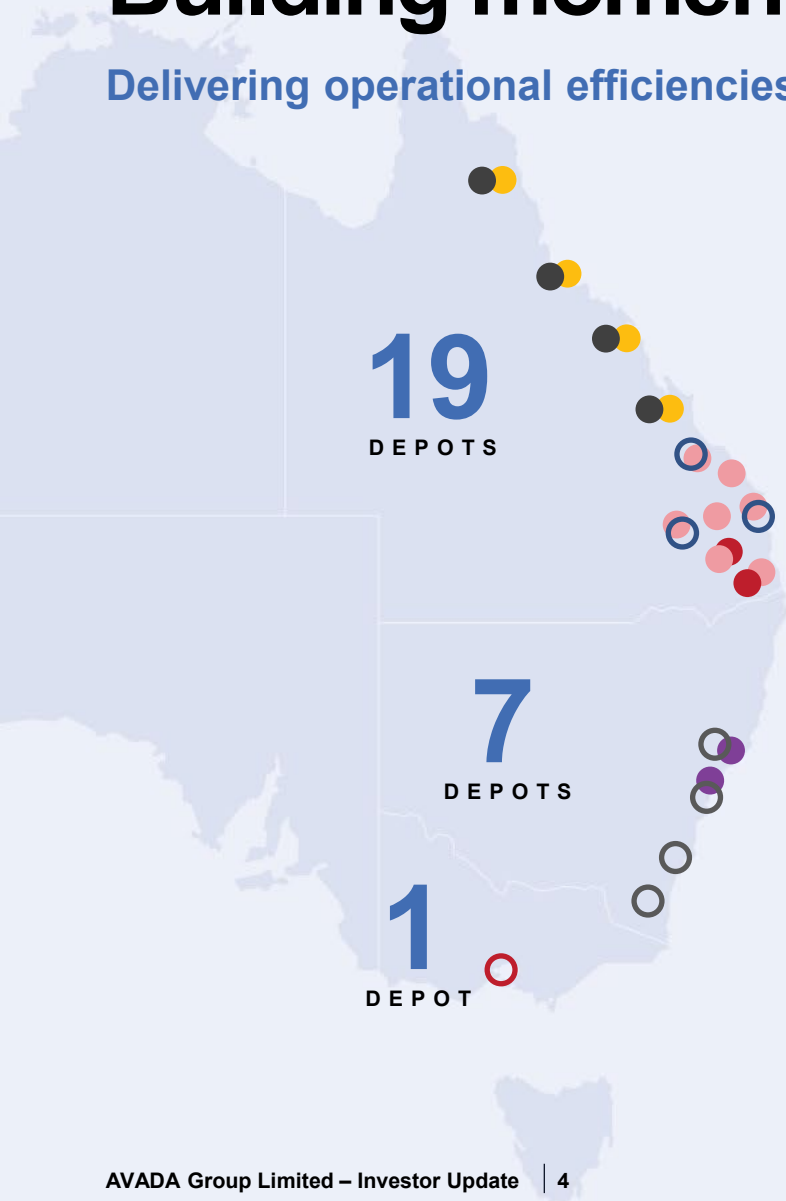 Delivering operational efficiencies
19
DEPOTS
7
DEPOTS
1
DEPOT
AVADA Group Limited – Investor Update | 4